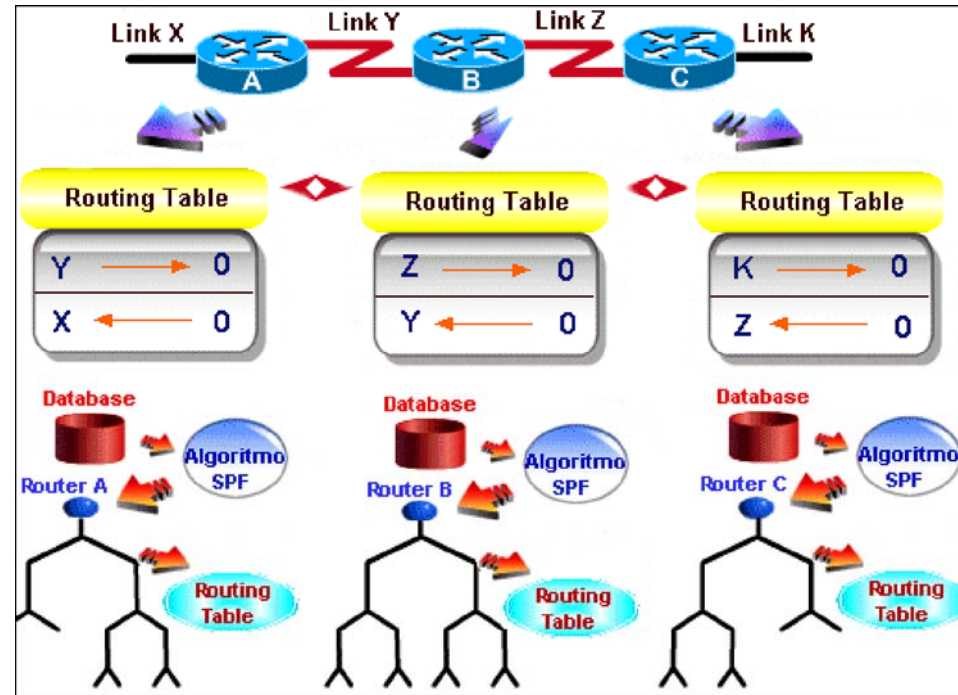 Link X
Link Y
Link Z
Link K
A
B
C
Routing Table
Routing Table
Routing Table
Y 0
X 0
Z 0
Y 0
K 0
Z 0
Database
Algoritmo
SPF
Router A
Routing
Table
Database
Algoritmo
SPF
Router B
Routing
Table
Database
Algoritmo
SPF
Router C
Routing
Table